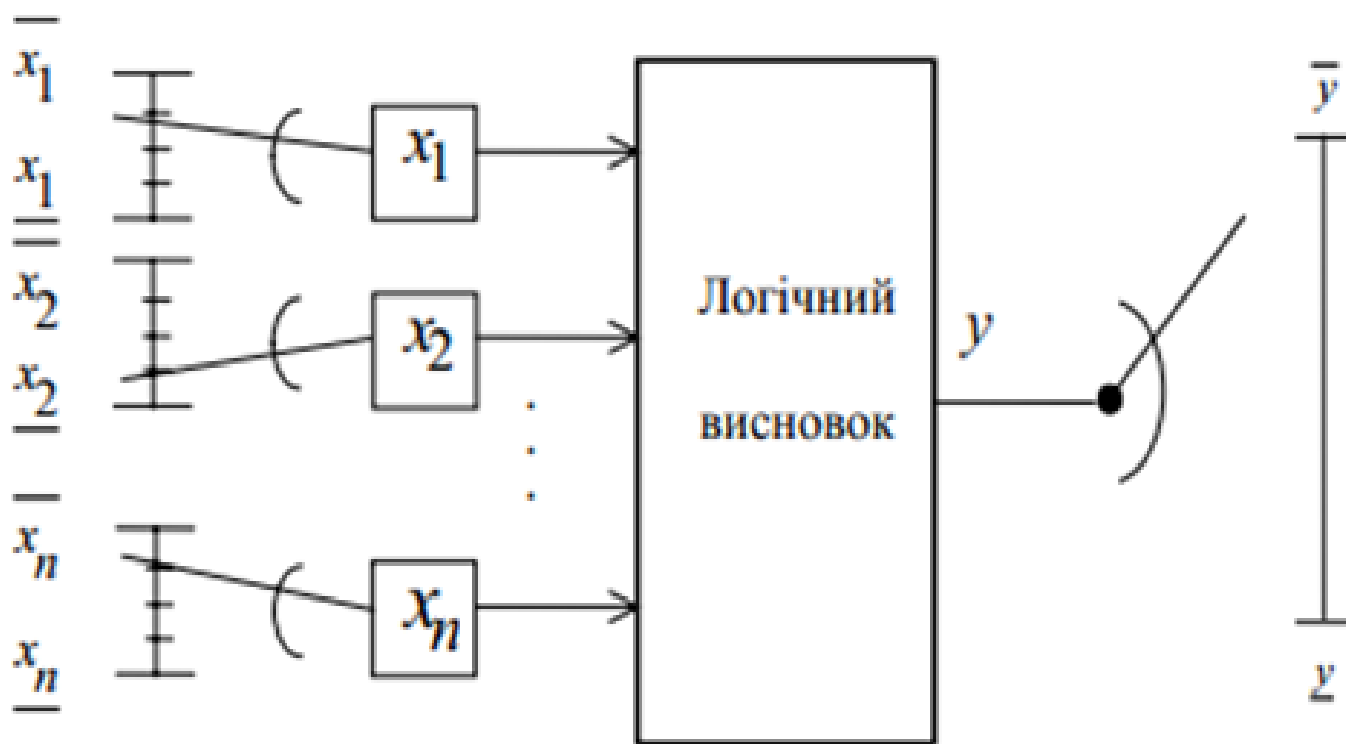 x̅₁
x̲₁
x₁
x̅₂
x̲₂
x₂
x̅ₙ
x̲ₙ
xₙ
Логічний
висновок
y
y̅
y̲